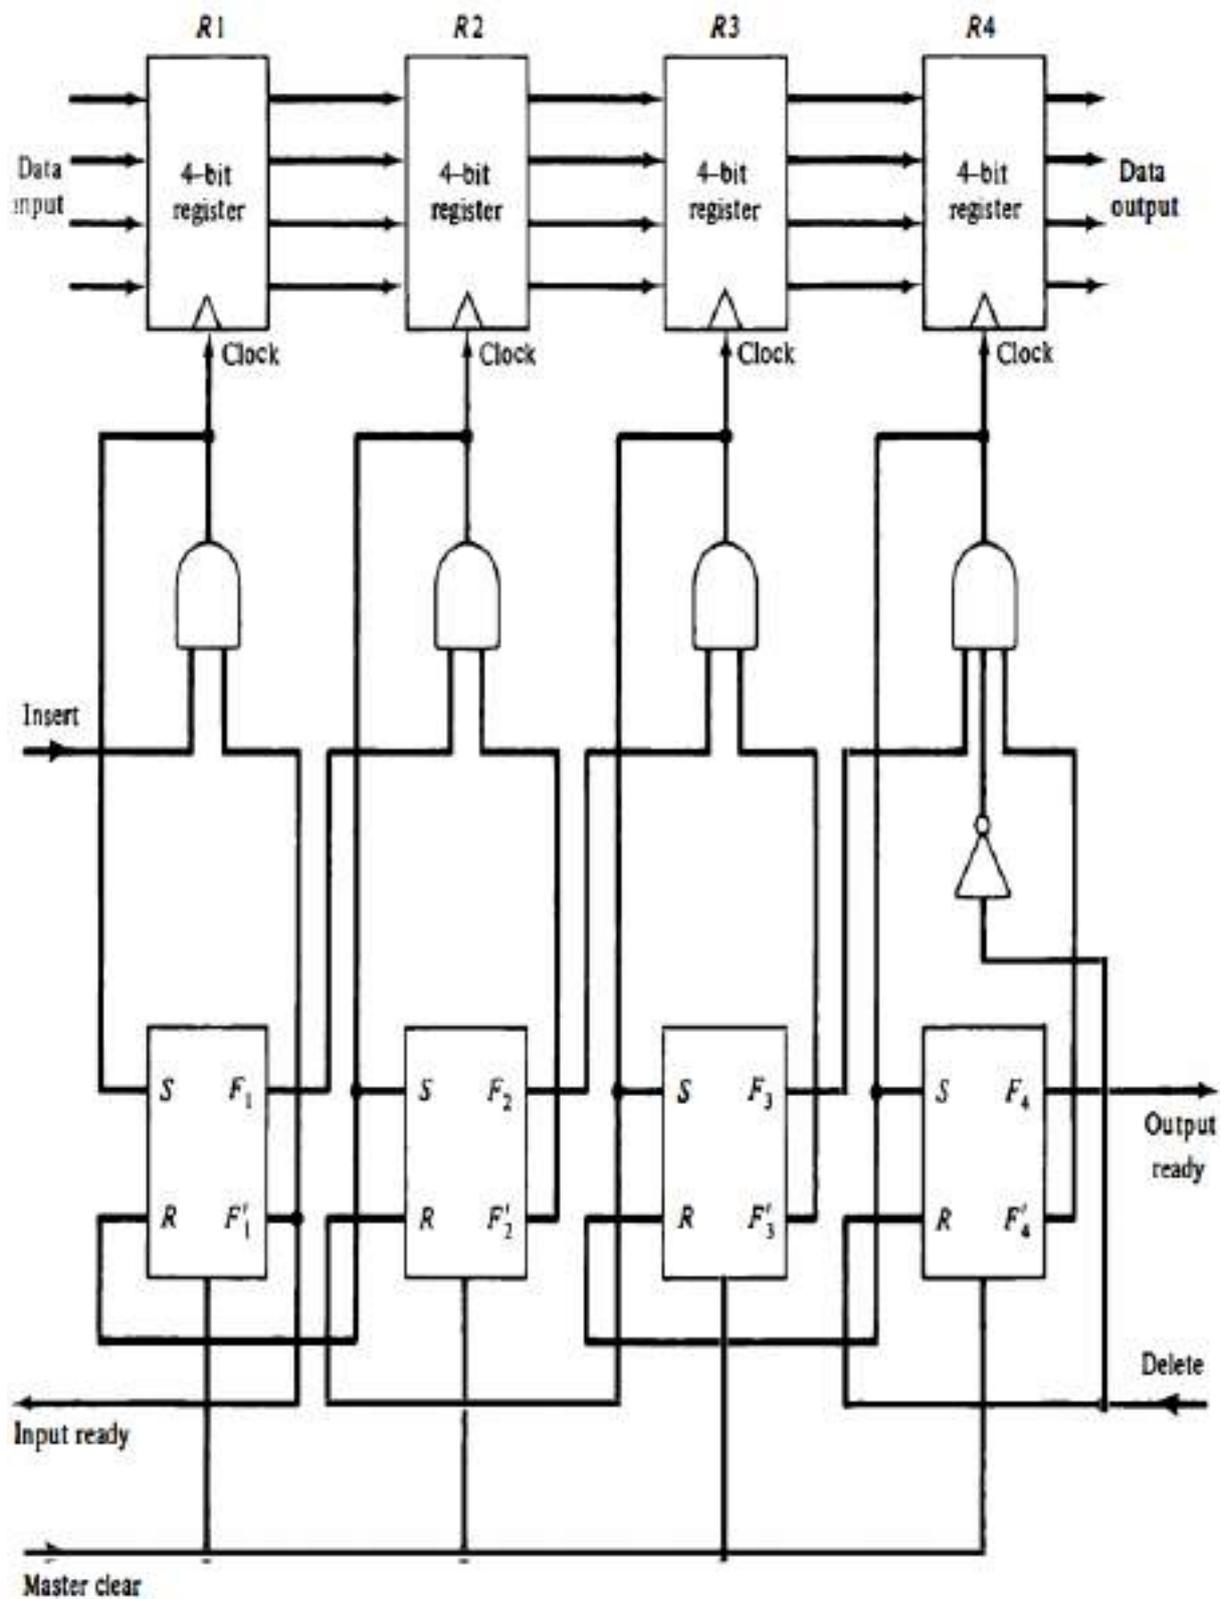 R1 R2 R3 R4
Data input
4-bit register
4-bit register
4-bit register
4-bit register
Data output
Clock Clock Clock Clock
Insert
S F1 S F2 S F3 S F4
Output ready
R F'1 R F'2 R F'3 R F'4
Delete
Input ready
Master clear